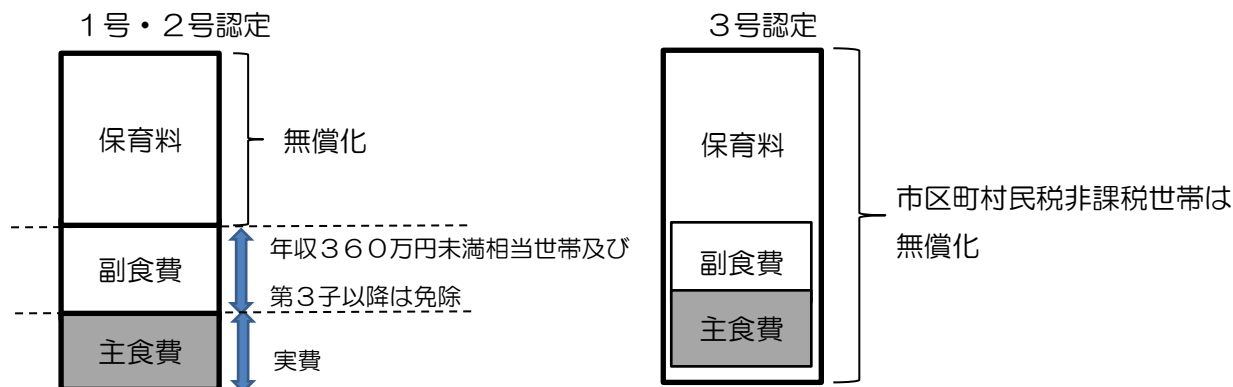 １号・２号認定
保育料
無償化
副食費
年収３６０万円未満相当世帯及び
第３子以降は免除
主食費
実費
３号認定
保育料
副食費
主食費
市区町村民税非課税世帯は
無償化